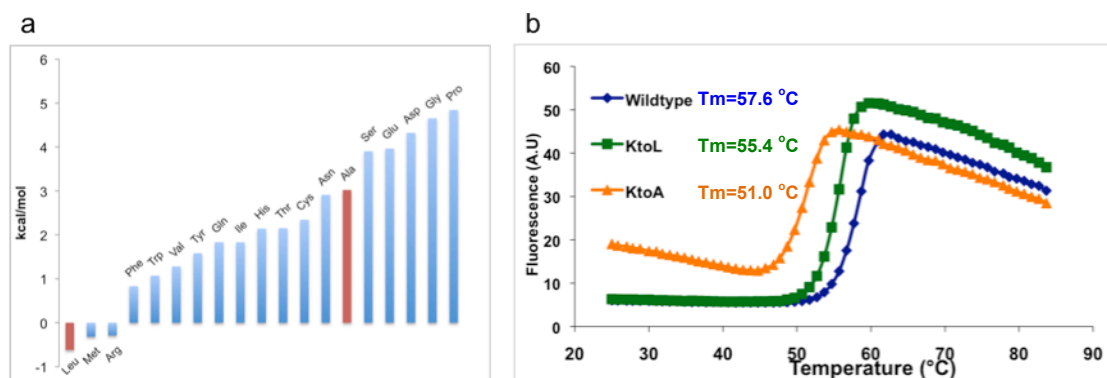 a
kcal/mol
6
5
4
3
2
1
0
-1
Leu
Met
Arg
Phe
Trp
Val
Tyr
Gln
Ile
His
Thr
Cys
Asn
Ala
Ser
Glu
Asp
Gly
Pro
b
Fluorescence (A.U)
60
50
40
30
20
10
0
Wildtype Tm=57.6 °C
KtoL Tm=55.4 °C
KtoA Tm=51.0 °C
20 30 40 50 60 70 80 90
Temperature (°C)